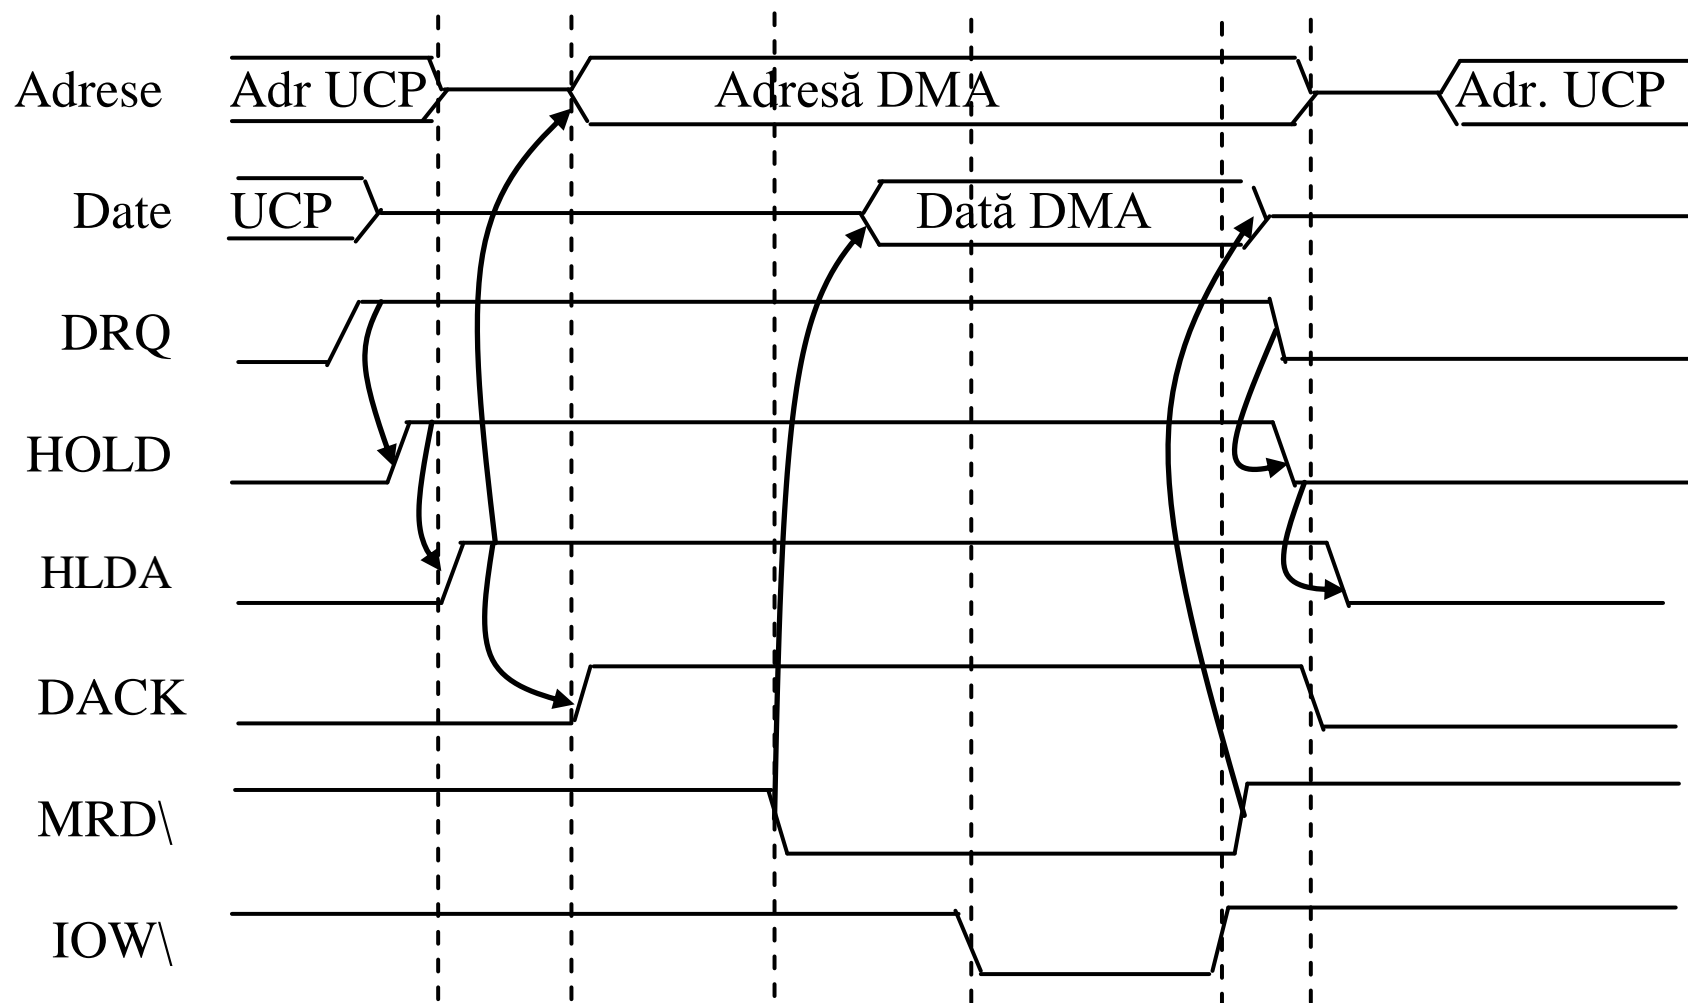 Adrese Adr UCP Adresă DMA Adr. UCP
Date UCP Dată DMA
DRQ
HOLD
HLDA
DACK
MRD\
IOW\